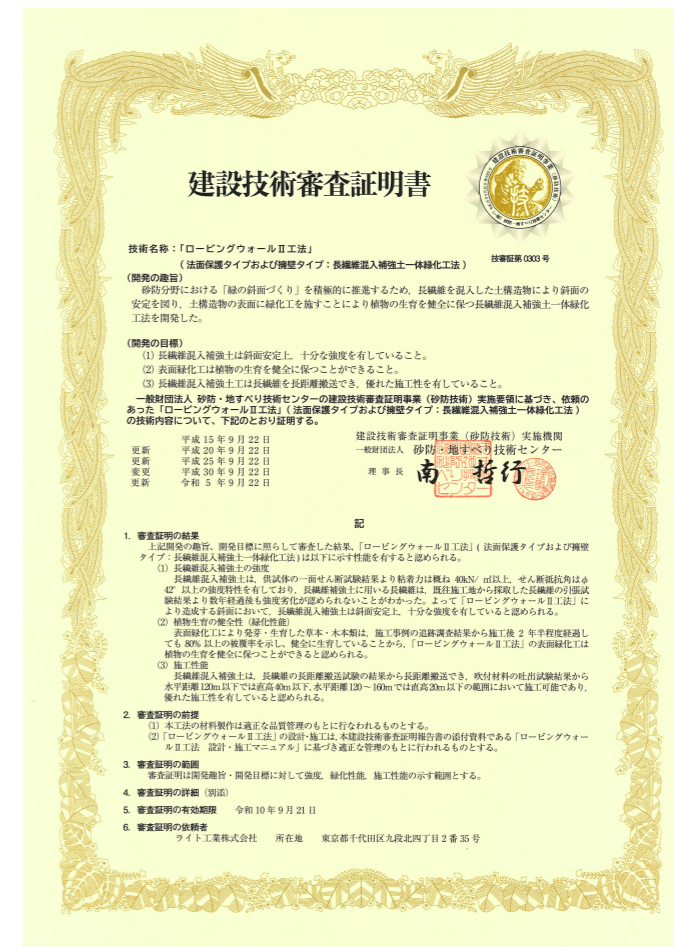 建設技術審査証明書
技術名称：「ロービングウォールⅡ工法」
（法面保護タイプおよび擁壁タイプ：長繊維混入補強土一体緑化工法）
技審証第 0303 号
（開発の趣旨）
砂防分野における「緑の斜面づくり」を積極的に推進するため、長繊維を混入した土構造物により斜面の
安定を図り、土構造物の表面に緑化工を施すことにより植物の生育を健全に保つ長繊維混入補強土一体緑化
工法を開発した。
（開発の目標）
（1）長繊維混入補強土は斜面安定上、十分な強度を有していること。
（2）表面緑化工は植物の生育を健全に保つことができること。
（3）長繊維混入補強土工は長繊維を長距離搬送でき、優れた施工性を有していること。
一般財団法人 砂防・地すべり技術センターの建設技術審査証明事業（砂防技術）実施要領に基づき、依頼の
あった「ロービングウォールⅡ工法」（法面保護タイプおよび擁壁タイプ：長繊維混入補強土一体緑化工法）
の技術内容について、下記のとおり証明する。
平成 15 年 9 月 22 日
更新 平成 20 年 9 月 22 日
更新 平成 25 年 9 月 22 日
変更 平成 30 年 9 月 22 日
更新 令和 5 年 9 月 22 日
建設技術審査証明事業（砂防技術）実施機関
一般財団法人 砂防・地すべり技術センター
理 事 長 南 哲行
記
1. 審査証明の結果
上記開発の趣旨、開発目標に照らして審査した結果、「ロービングウォールⅡ工法」（法面保護タイプおよび擁壁
タイプ：長繊維混入補強土一体緑化工法）は以下に示す性能を有すると認められる。
（1）長繊維混入補強土の強度
長繊維混入補強土は、供試体の一面せん断試験結果より粘着力は概ね 40kN/㎡以上、せん断抵抗角はφ
42°以上の強度特性を有しており、長繊維補強土に用いる長繊維は、既往施工地から採取した長繊維の引張試
験結果より数年経過後も強度劣化が認められないことがわかった。よって「ロービングウォールⅡ工法」に
より造成する斜面において、長繊維混入補強土は斜面安定上、十分な強度を有していると認められる。
（2）植物生育の健全性（緑化性能）
表面緑化工により発芽・生育した草本・木本類は、施工事例の追跡調査結果から施工後 2 年半程度経過し
ても 80% 以上の被覆率を示し、健全に生育していることから、「ロービングウォールⅡ工法」の表面緑化工は
植物の生育を健全に保つことができると認められる。
（3）施工性能
長繊維混入補強土は、長繊維の長距離搬送試験の結果から長距離搬送でき、吹付材料の吐出試験結果から
水平距離120m以下では直高40m以下、水平距離120～160mでは直高20m以下の範囲において施工可能であり、
優れた施工性を有していると認められる。
2. 審査証明の前提
（1）本工法の材料製作は適正な品質管理のもとに行なわれるものとする。
（2）「ロービングウォールⅡ工法」の設計・施工は、本建設技術審査証明報告書の添付資料である「ロービングウォー
ルⅡ工法 設計・施工マニュアル」に基づき適正な管理のもとに行われるものとする。
3. 審査証明の範囲
審査証明は開発趣旨・開発目標に対して強度、緑化性能、施工性能の示す範囲とする。
4. 審査証明の詳細（別添）
5. 審査証明の有効期限 令和 10 年 9 月 21 日
6. 審査証明の依頼者
ライト工業株式会社 所在地 東京都千代田区九段北四丁目 2 番 35 号